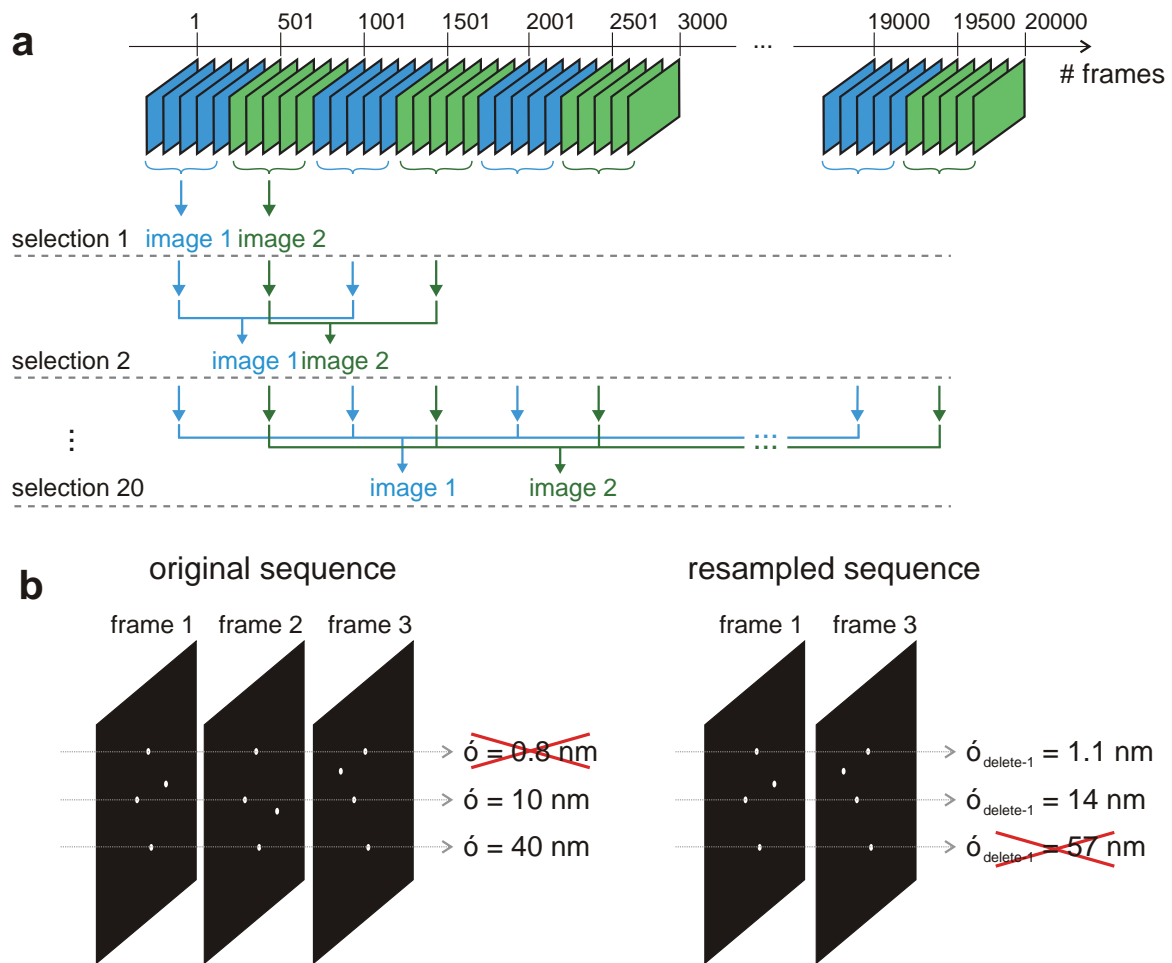 a
1 501 1001 1501 2001 2501 3000 ... 19000 19500 20000
# frames
selection 1 image 1 image 2
selection 2 image 1 image 2
selection 20 image 1 image 2
b
original sequence
frame 1 frame 2 frame 3
ó = 0.8 nm
ó = 10 nm
ó = 40 nm
resampled sequence
frame 1 frame 3
ó delete-1 = 1.1 nm
ó delete-1 = 14 nm
ó delete-1 = 57 nm